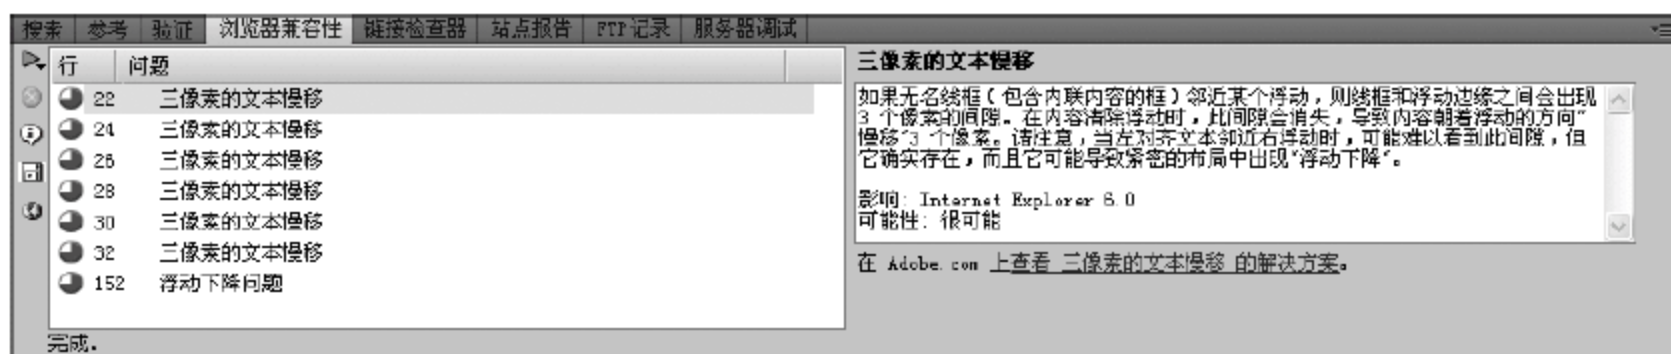 搜索 参考 验证 浏览器兼容性 链接检查器 站点报告 FTP记录 服务器调试
行 问题
22 三像素的文本慢移
24 三像素的文本慢移
26 三像素的文本慢移
28 三像素的文本慢移
30 三像素的文本慢移
32 三像素的文本慢移
152 浮动下降问题
完成.
三像素的文本慢移
如果无名线框(包含内联内容的框)邻近某个浮动,则线框和浮动边缘之间会出现
3 个像素的间隙。在内容清除浮动时,此间隙会消失,导致内容朝着浮动的方向"
慢移"3 个像素。请注意,当左对齐文本邻近右浮动时,可能难以看到此间隙,但
它确实存在,而且它可能导致紧密的布局中出现"浮动下降"。
影响: Internet Explorer 6.0
可能性: 很可能
在 Adobe.com 上查看 三像素的文本慢移 的解决方案。